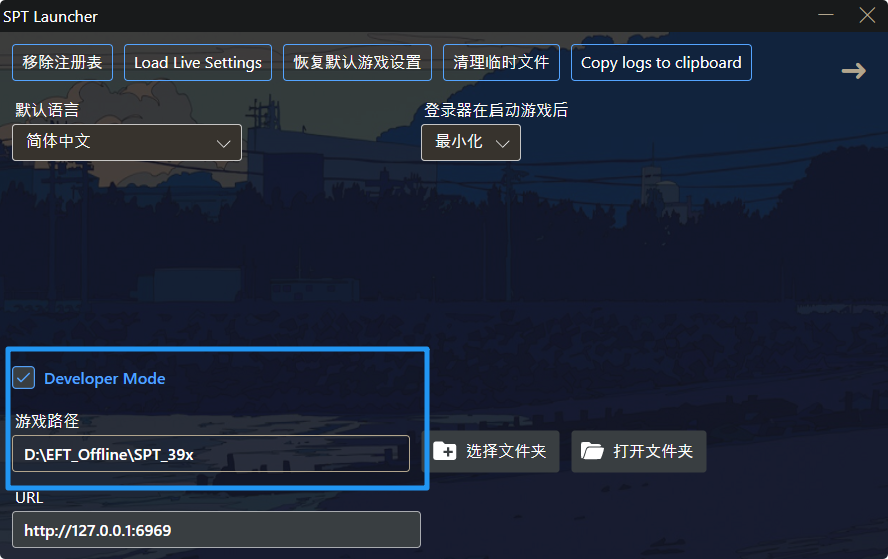 SPT Launcher
移除注册表 Load Live Settings 恢复默认游戏设置 清理临时文件 Copy logs to clipboard
默认语言 登录器在启动游戏后
简体中文 最小化
Developer Mode
游戏路径
D:\EFT_Offline\SPT_39x 选择文件夹 打开文件夹
URL
http://127.0.0.1:6969